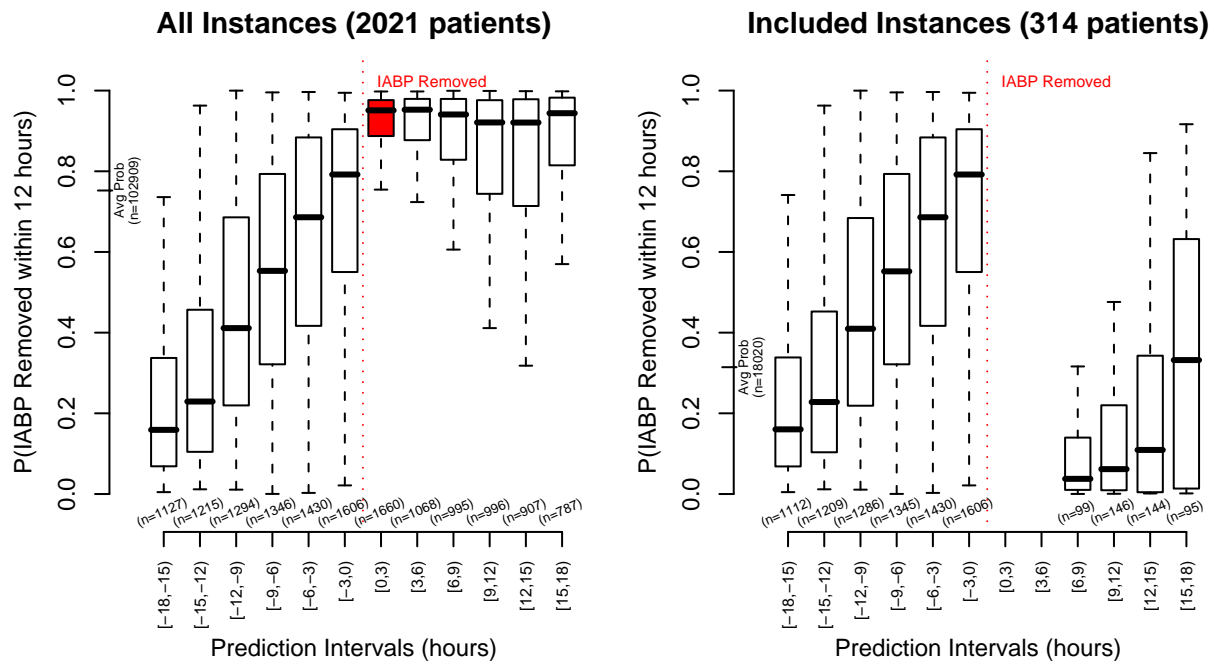 All Instances (2021 patients)
IABP Removed
P(IABP Removed within 12 hours)
1.0
0.8
0.6
0.4
0.2
0.0
Avg Prob
(n=102909)
(n=1127)
(n=1215)
(n=1294)
(n=1346)
(n=1430)
(n=1606)
(n=1660)
(n=1068)
(n=995)
(n=996)
(n=907)
(n=787)
[−18,−15)
[−15,−12)
[−12,−9)
[−9,−6)
[−6,−3)
[−3,0)
[0,3)
[3,6)
[6,9)
[9,12)
[12,15)
[15,18)
Prediction Intervals (hours)
Included Instances (314 patients)
IABP Removed
P(IABP Removed within 12 hours)
1.0
0.8
0.6
0.4
0.2
0.0
Avg Prob
(n=18020)
(n=1112)
(n=1209)
(n=1286)
(n=1345)
(n=1430)
(n=1606)
(n=99)
(n=146)
(n=144)
(n=95)
[−18,−15)
[−15,−12)
[−12,−9)
[−9,−6)
[−6,−3)
[−3,0)
[0,3)
[3,6)
[6,9)
[9,12)
[12,15)
[15,18)
Prediction Intervals (hours)